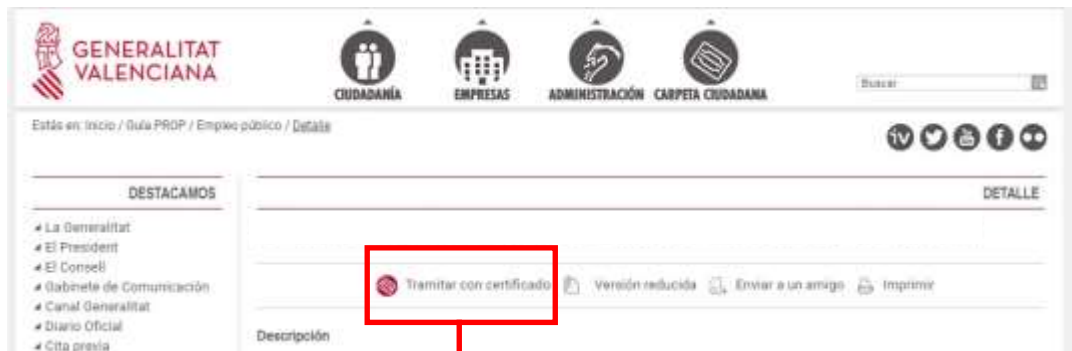 GENERALITAT
VALENCIANA
CIUDADANÍA
EMPRESAS
ADMINISTRACIÓN
CARPETA CIUDADANA
Buscar
Estás en: Inicio / Guía PROP / Empleo público / Detalle
DESTACAMOS
La Generalitat
El President
El Consell
Gabinete de Comunicación
Canal Generalitat
Diario Oficial
Cita previa
DETALLE
Tramitar con certificado
Versión reducida
Enviar a un amigo
Imprimir
Descripción